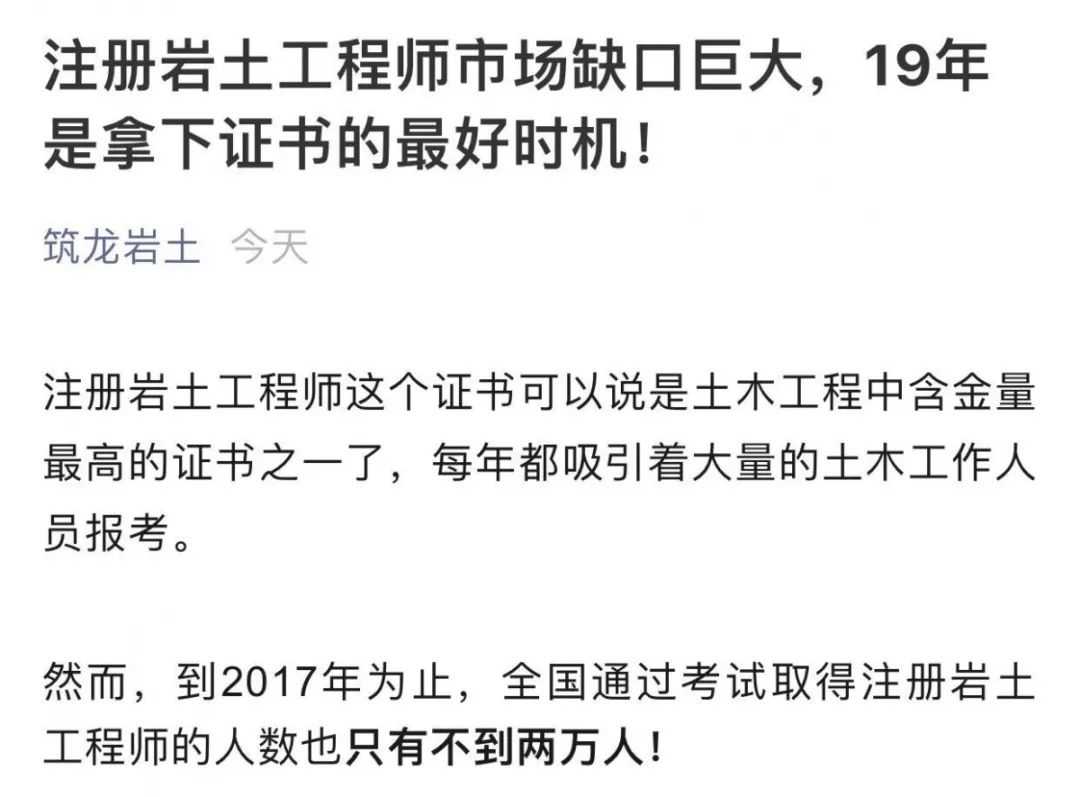 注册岩土工程师市场缺口巨大，19年
是拿下证书的最好时机！
筑龙岩土 今天
注册岩土工程师这个证书可以说是土木工程中含金量
最高的证书之一了，每年都吸引着大量的土木工作人
员报考。
然而，到2017年为止，全国通过考试取得注册岩土
工程师的人数也只有不到两万人！